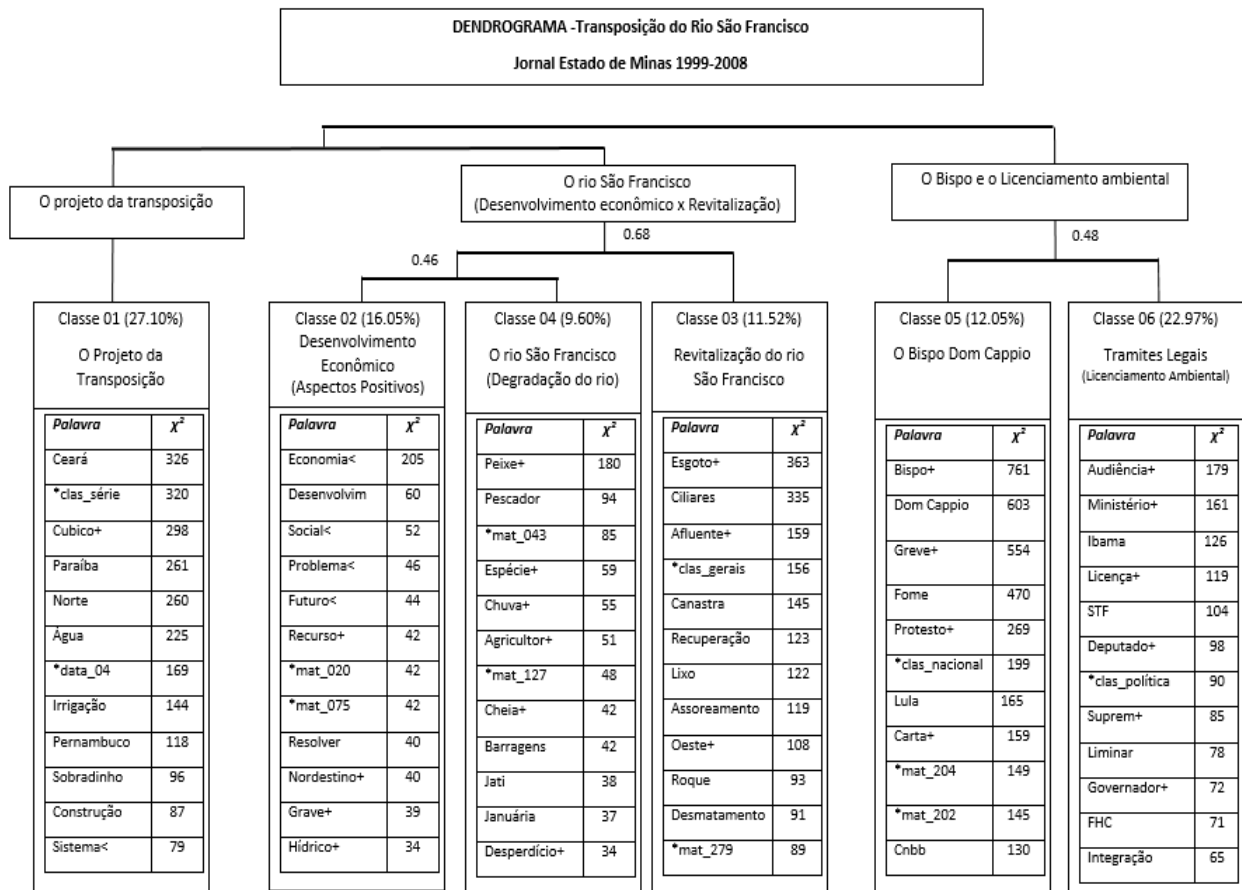 DENDROGRAMA -Transposição do Rio São Francisco
Jornal Estado de Minas 1999-2008
O projeto da transposição
O rio São Francisco
(Desenvolvimento econômico x Revitalização)
O Bispo e o Licenciamento ambiental
0.68
0.48
0.46
Classe 01 (27.10%)
O Projeto da
Transposição
Palavra χ²
Ceará 326
*clas_série 320
Cubico+ 298
Paraíba 261
Norte 260
Água 225
*data_04 169
Irrigação 144
Pernambuco 118
Sobradinho 96
Construção 87
Sistema< 79
Classe 02 (16.05%)
Desenvolvimento
Econômico
(Aspectos Positivos)
Palavra χ²
Economia< 205
Desenvolvim 60
Social< 52
Problema< 46
Futuro< 44
Recurso+ 42
*mat_020 42
*mat_075 42
Resolver 40
Nordestino+ 40
Grave+ 39
Hídrico+ 34
Classe 04 (9.60%)
O rio São Francisco
(Degradação do rio)
Palavra χ²
Peixe+ 180
Pescador 94
*mat_043 85
Espécie+ 59
Chuva+ 55
Agricultor+ 51
*mat_127 48
Cheia+ 42
Barragens 42
Jati 38
Januária 37
Desperdício+ 34
Classe 03 (11.52%)
Revitalização do rio
São Francisco
Palavra χ²
Esgoto+ 363
Ciliares 335
Afluente+ 159
*clas_gerais 156
Canastra 145
Recuperação 123
Lixo 122
Assoreamento 119
Oeste+ 108
Roque 93
Desmatamento 91
*mat_279 89
Classe 05 (12.05%)
O Bispo Dom Cappio
Palavra χ²
Bispo+ 761
Dom Cappio 603
Greve+ 554
Fome 470
Protesto+ 269
*clas_nacional 199
Lula 165
Carta+ 159
*mat_204 149
*mat_202 145
Cnbb 130
Classe 06 (22.97%)
Tramites Legais
(Licenciamento Ambiental)
Palavra χ²
Audiência+ 179
Ministério+ 161
Ibama 126
Licença+ 119
STF 104
Deputado+ 98
*clas_política 90
Suprem+ 85
Liminar 78
Governador+ 72
FHC 71
Integração 65